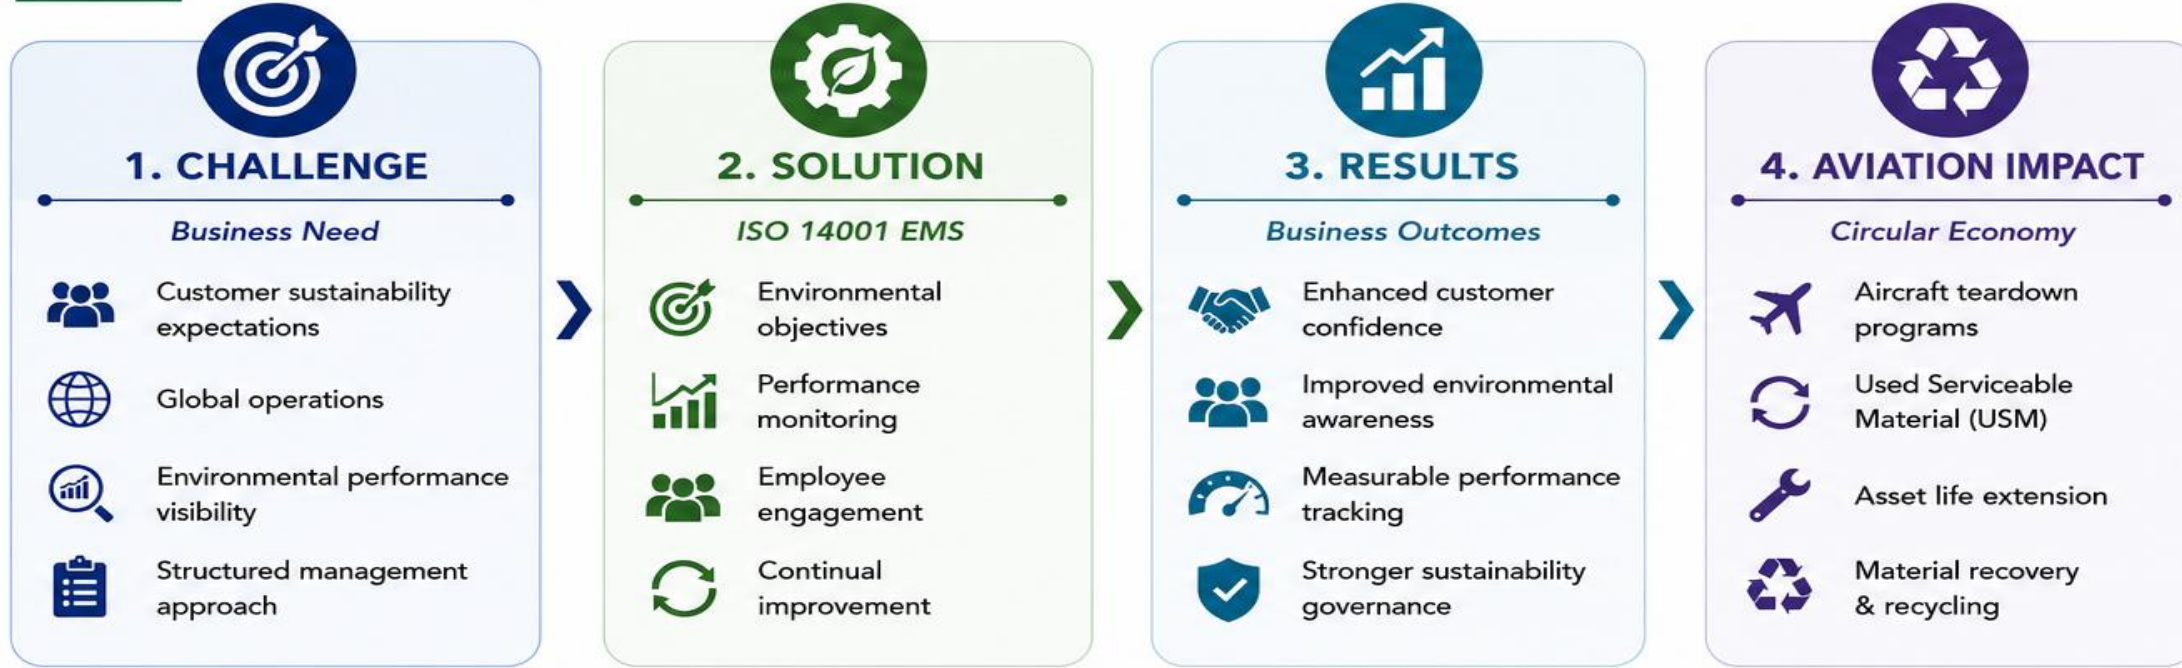 1. CHALLENGE
Business Need
Customer sustainability
expectations
Global operations
Environmental performance
visibility
Structured management
approach
2. SOLUTION
ISO 14001 EMS
Environmental
objectives
Performance
monitoring
Employee
engagement
Continual
improvement
3. RESULTS
Business Outcomes
Enhanced customer
confidence
Improved environmental
awareness
Measurable performance
tracking
Stronger sustainability
governance
4. AVIATION IMPACT
Circular Economy
Aircraft teardown
programs
Used Serviceable
Material (USM)
Asset life extension
Material recovery
& recycling